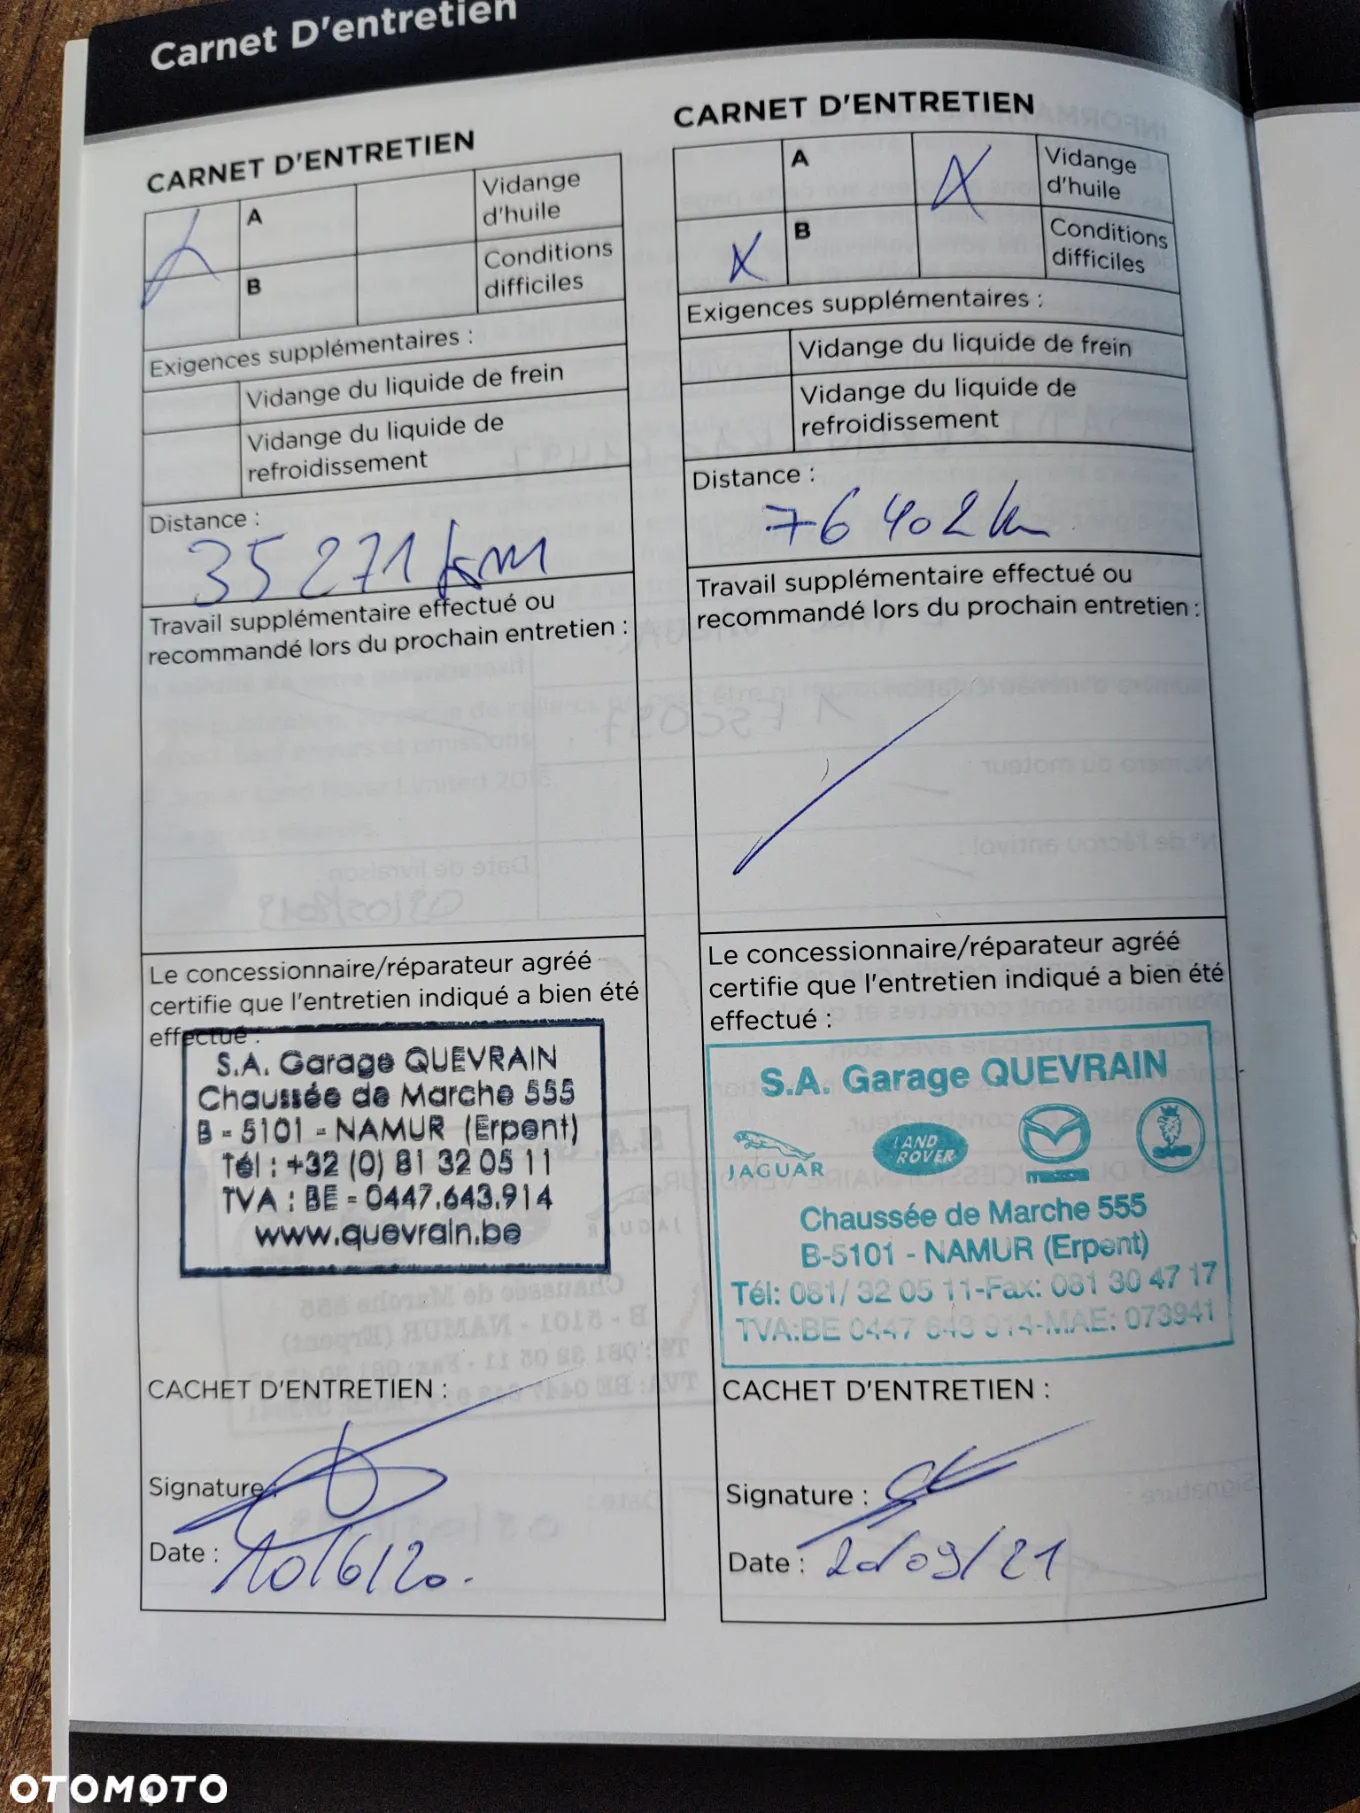 Carnet D'entretien
CARNET D'ENTRETIEN
A
Vidange
d'huile
B
Conditions
difficiles
Exigences supplémentaires :
Vidange du liquide de frein
Vidange du liquide de
refroidissement
Distance :
35271 km
Travail supplémentaire effectué ou
recommandé lors du prochain entretien :
Le concessionnaire/réparateur agréé
certifie que l'entretien indiqué a bien été
effectué :
S.A. Garage QUEVRAIN
Chaussée de Marche 555
B - 5101 - NAMUR (Erpent)
Tél : +32 (0) 81 32 05 11
TVA : BE - 0447.643.914
www.quevrain.be
CACHET D'ENTRETIEN :
Signature :
Date : 10/6/20.
CARNET D'ENTRETIEN
A
X
Vidange
d'huile
X
B
Conditions
difficiles
Exigences supplémentaires :
Vidange du liquide de frein
Vidange du liquide de
refroidissement
Distance :
76402 km
Travail supplémentaire effectué ou
recommandé lors du prochain entretien :
Le concessionnaire/réparateur agréé
certifie que l'entretien indiqué a bien été
effectué :
S.A. Garage QUEVRAIN
JAGUAR
LAND
ROVER
mazda
Chaussée de Marche 555
B-5101 - NAMUR (Erpent)
Tél: 081/ 32 05 11-Fax: 081 30 47 17
TVA:BE 0447 643 914-MAE: 073941
CACHET D'ENTRETIEN :
Signature :
Date : 20/09/21
OTOMOTO